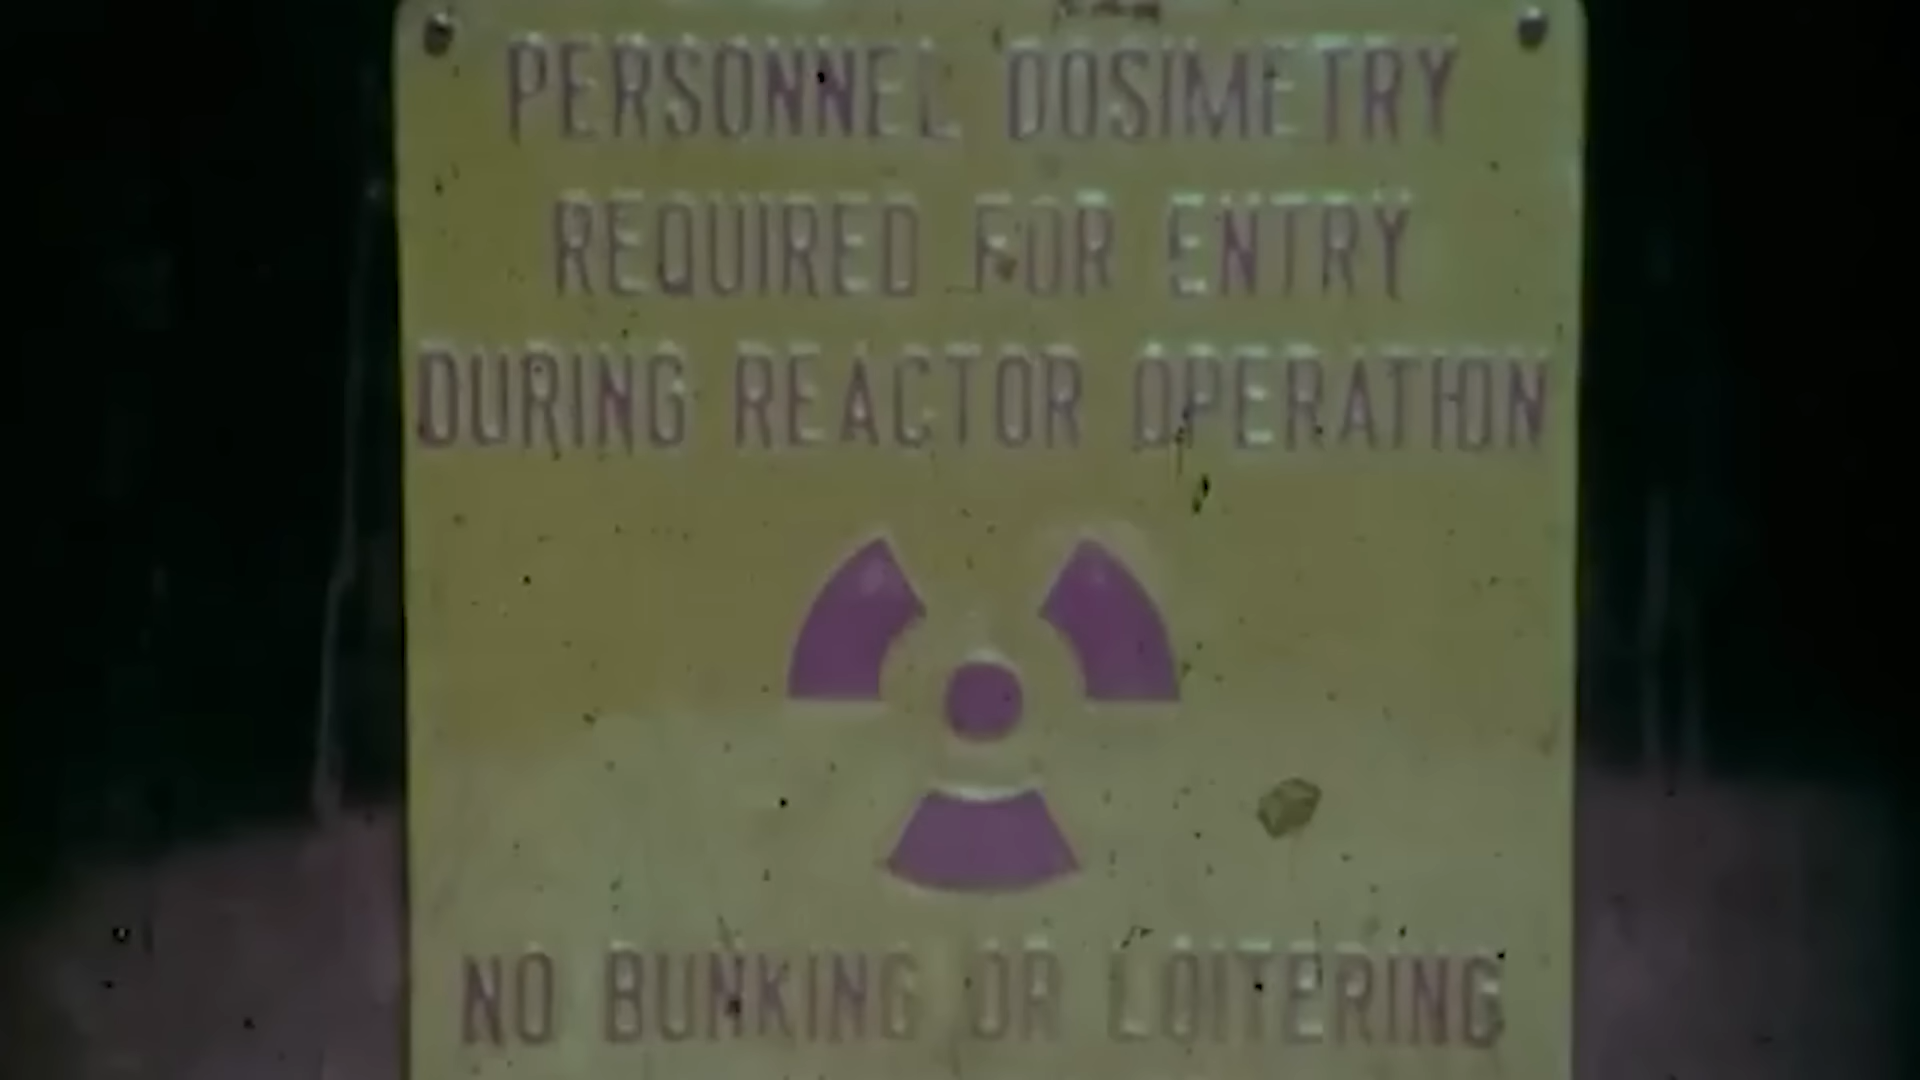 PERSONNEL DOSIMETRY
REQUIRED FOR ENTRY
DURING REACTOR OPERATION
NO BUNKING OR LOITERING